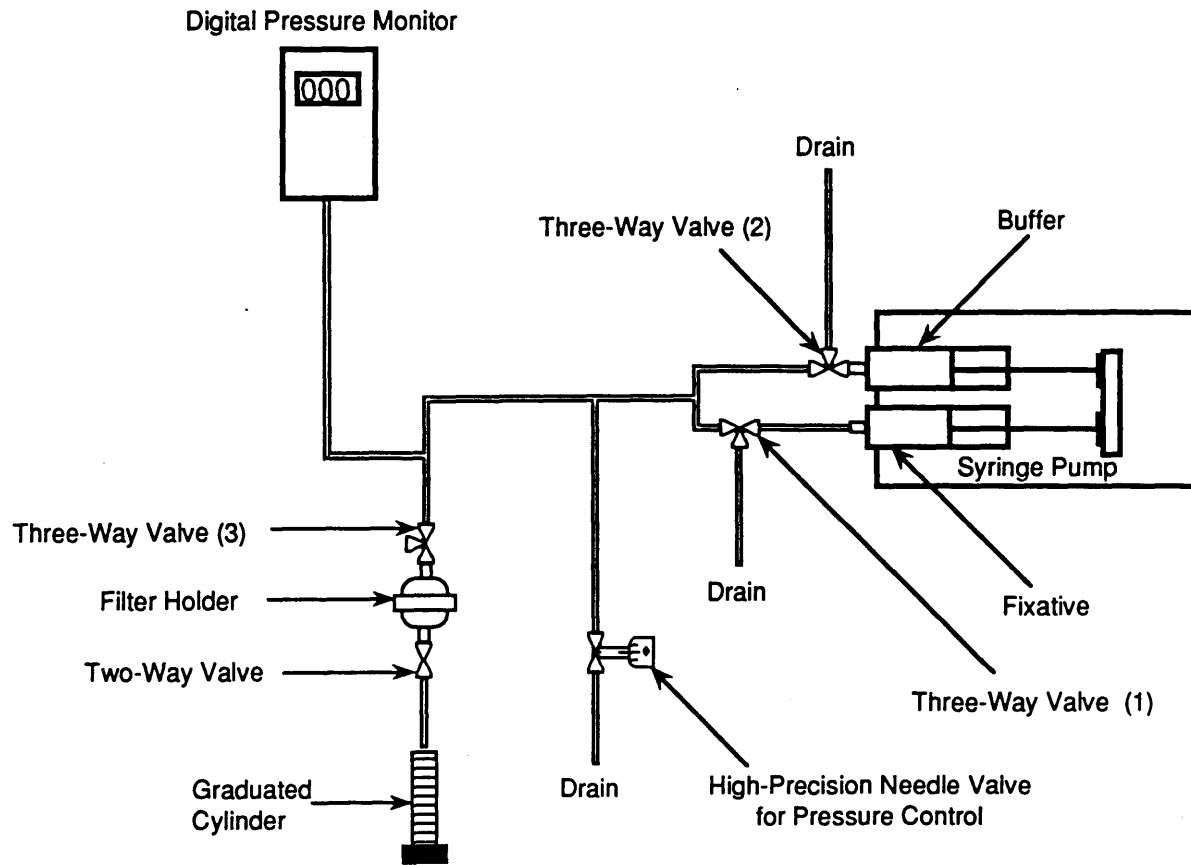 Digital Pressure Monitor
000
Drain
Three-Way Valve (2)
Buffer
Syringe Pump
Three-Way Valve (3)
Filter Holder
Drain
Fixative
Two-Way Valve
Three-Way Valve (1)
Graduated
Cylinder
Drain
High-Precision Needle Valve
for Pressure Control